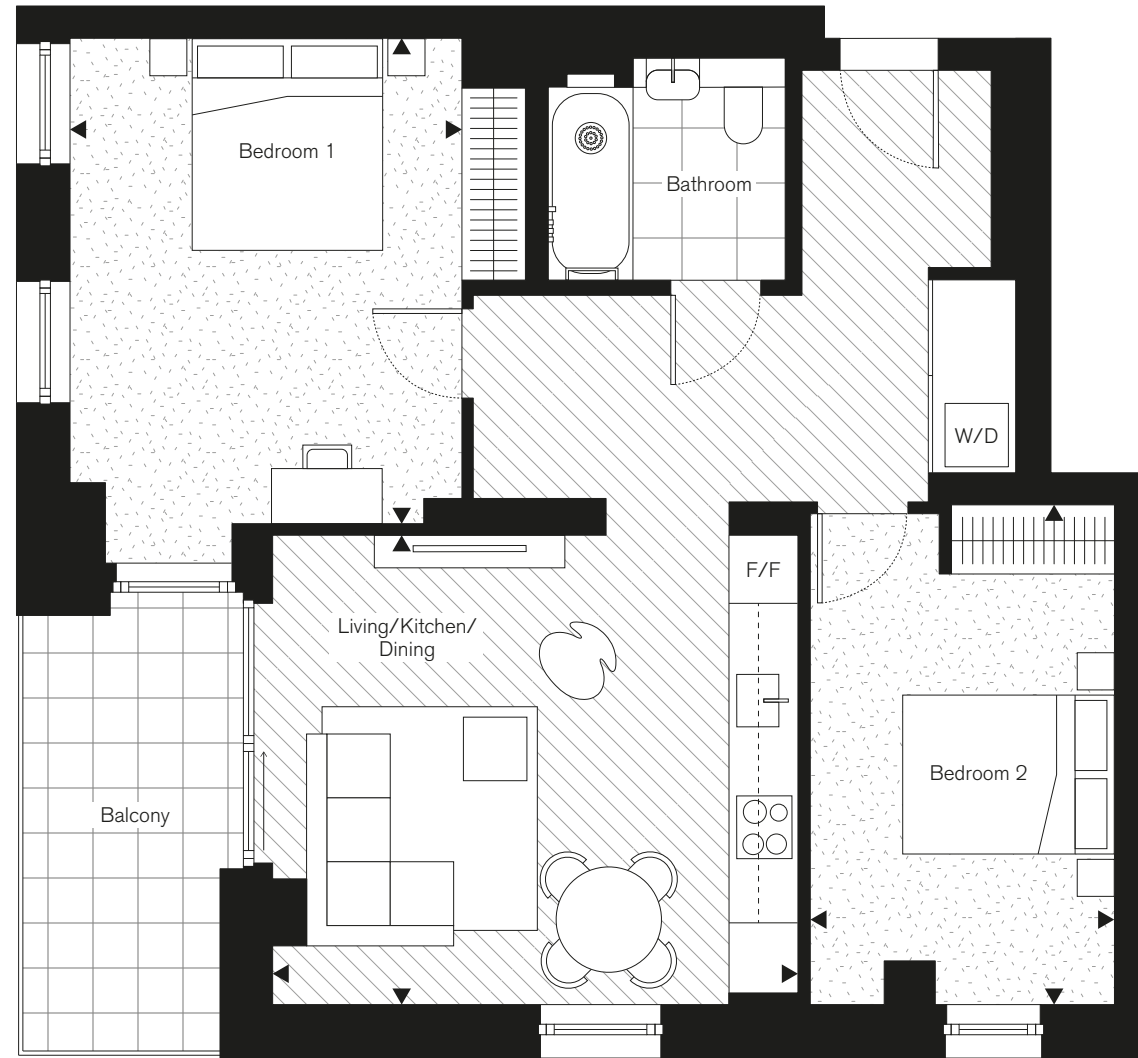 Bedroom 1
Bathroom
W/D
F/F
Living/Kitchen/
Dining
Bedroom 2
Balcony